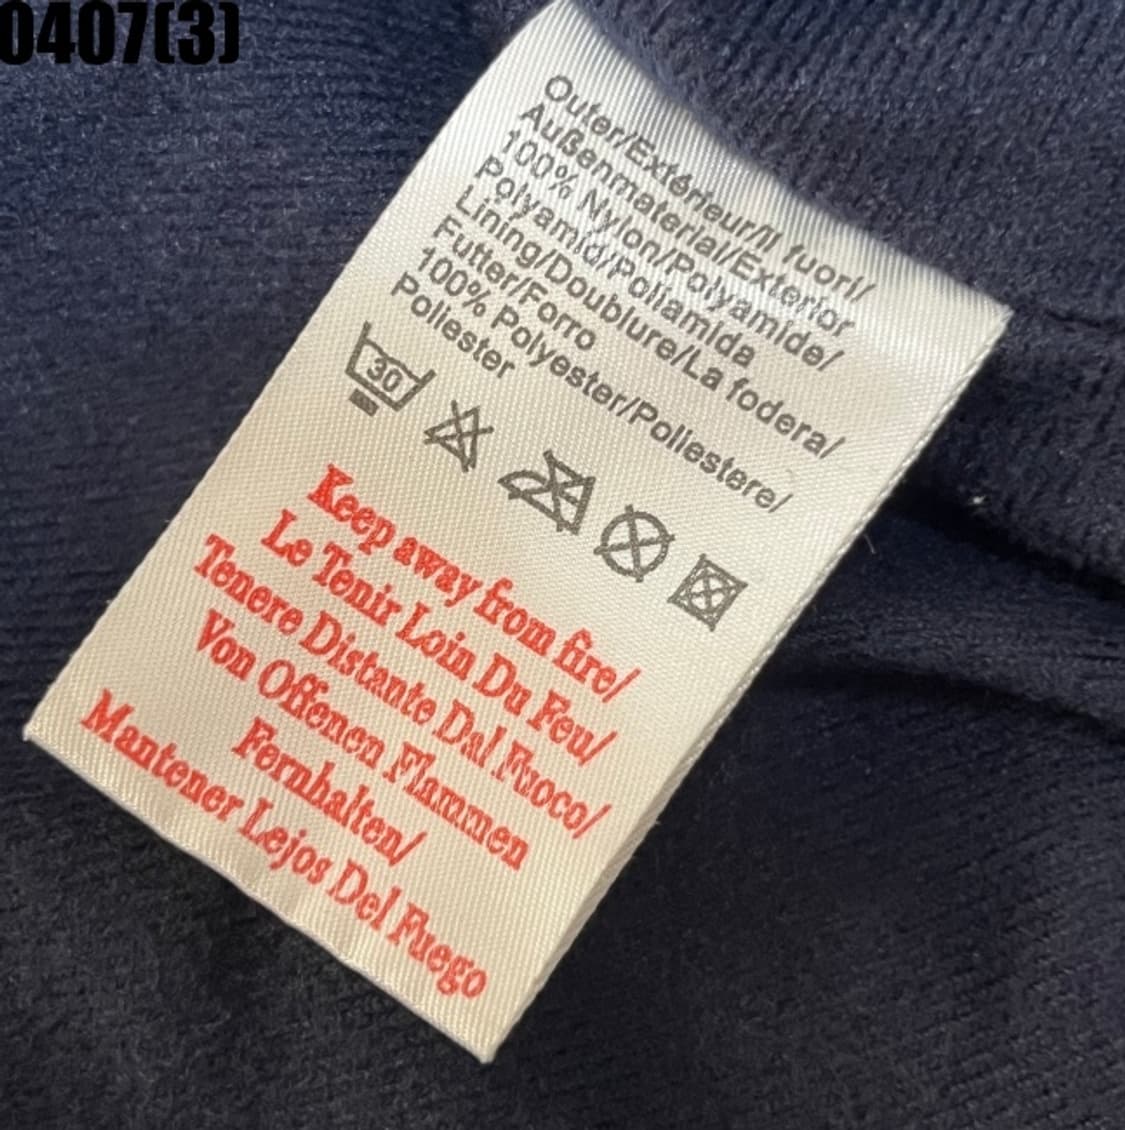 0407(3)
Outer/Extérieur/Il fuori/
Außenmaterial/Exterior
100% Nylon/Polyamide/
Polyamid/Poliamida
Lining/Doublure/La fodera/
Futter/Forro
100% Polyester/Poliestere/
Poliester
30
Keep away from fire/
Le Tenir Loin Du Feu/
Tenere Distante Dal Fuoco/
Von Offenen Flammen
Fernhalten/
Mantener Lejos Del Fuego